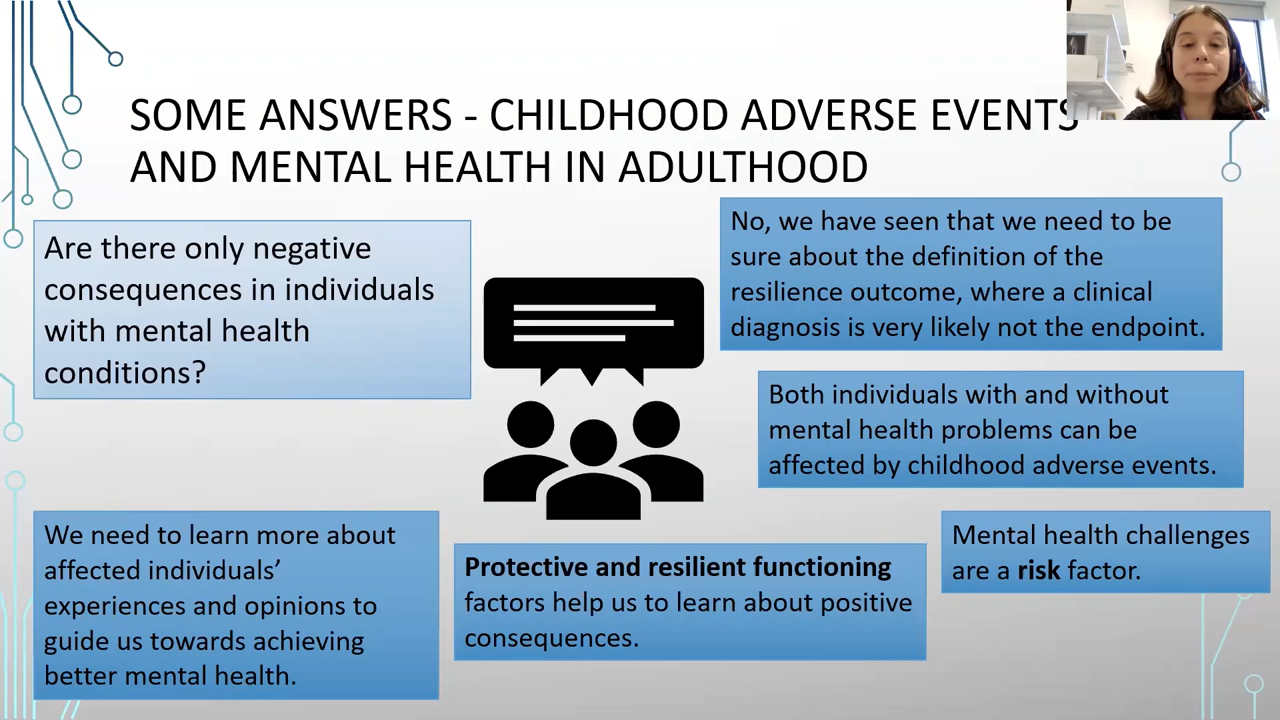 SOME ANSWERS - CHILDHOOD ADVERSE EVENTS
AND MENTAL HEALTH IN ADULTHOOD
Are there only negative
consequences in individuals
with mental health
conditions?
No, we have seen that we need to be
sure about the definition of the
resilience outcome, where a clinical
diagnosis is very likely not the endpoint.
Both individuals with and without
mental health problems can be
affected by childhood adverse events.
Mental health challenges
are a risk factor.
Protective and resilient functioning
factors help us to learn about positive
consequences.
We need to learn more about
affected individuals’
experiences and opinions to
guide us towards achieving
better mental health.